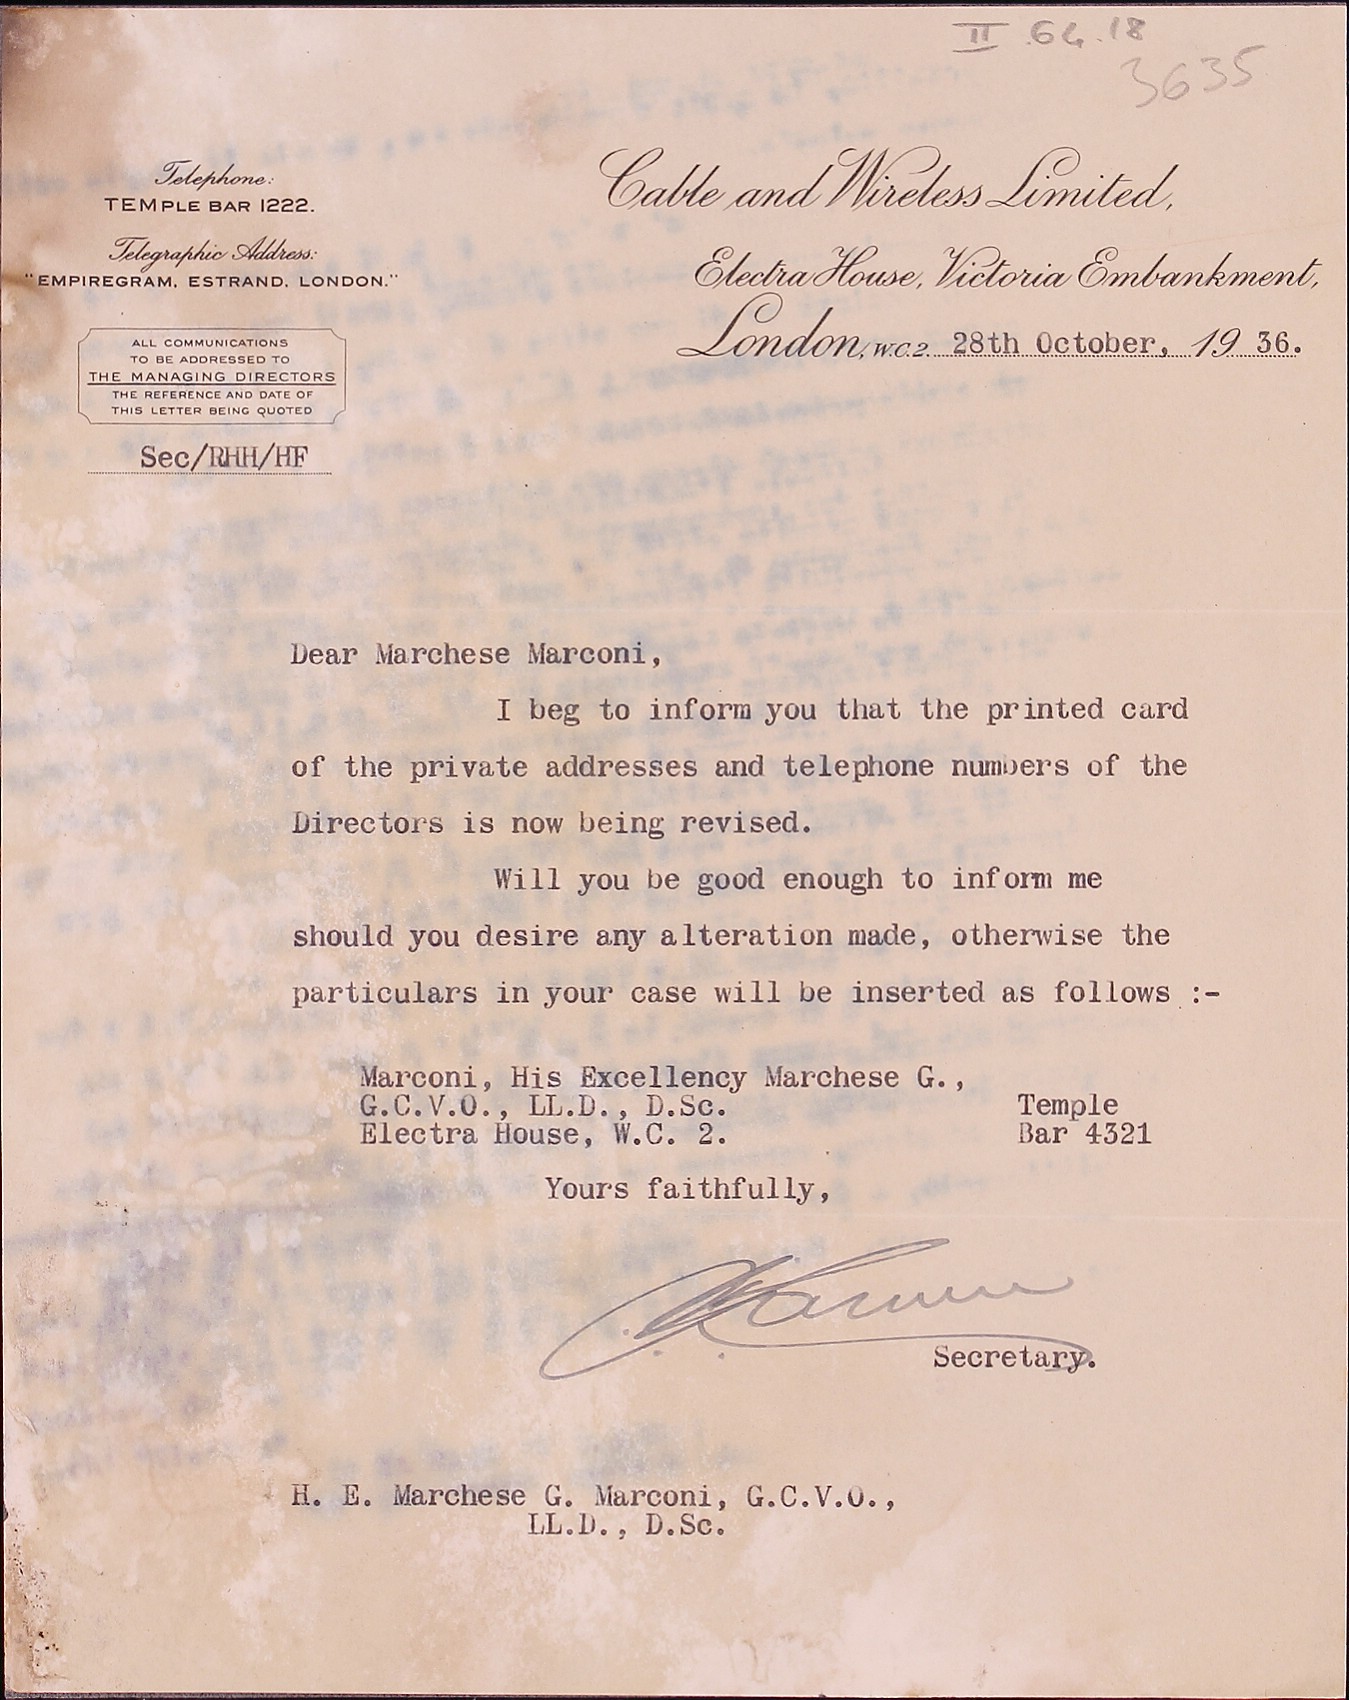 II .64.18
3635
Telephone:
TEMPLE BAR 1222.
Telegraphic Address:
"EMPIREGRAM, ESTRAND, LONDON."
ALL COMMUNICATIONS
TO BE ADDRESSED TO
THE MANAGING DIRECTORS
THE REFERENCE AND DATE OF
THIS LETTER BEING QUOTED
Sec/RHH/HF
Cable and Wireless Limited,
Electra House, Victoria Embankment,
London, W.C.2. 28th October, 1936.
Dear Marchese Marconi,
I beg to inform you that the printed card
of the private addresses and telephone numbers of the
Directors is now being revised.
Will you be good enough to inform me
should you desire any alteration made, otherwise the
particulars in your case will be inserted as follows :-
Marconi, His Excellency Marchese G.,
G.C.V.O., LL.D., D.Sc. Temple
Electra House, W.C. 2. Bar 4321
Yours faithfully,
Secretary.
H. E. Marchese G. Marconi, G.C.V.O.,
LL.D., D.Sc.